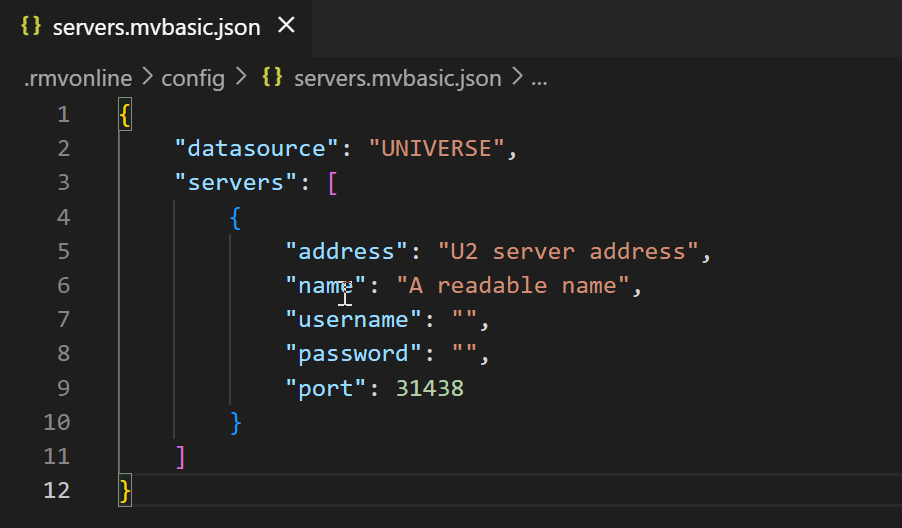 {} servers.mvbasic.json ×
.rmvonline > config > {} servers.mvbasic.json > ...
1 {
2 "datasource": "UNIVERSE",
3 "servers": [
4 {
5 "address": "U2 server address",
6 "name": "A readable name",
7 "username": "",
8 "password": "",
9 "port": 31438
10 }
11 ]
12 }